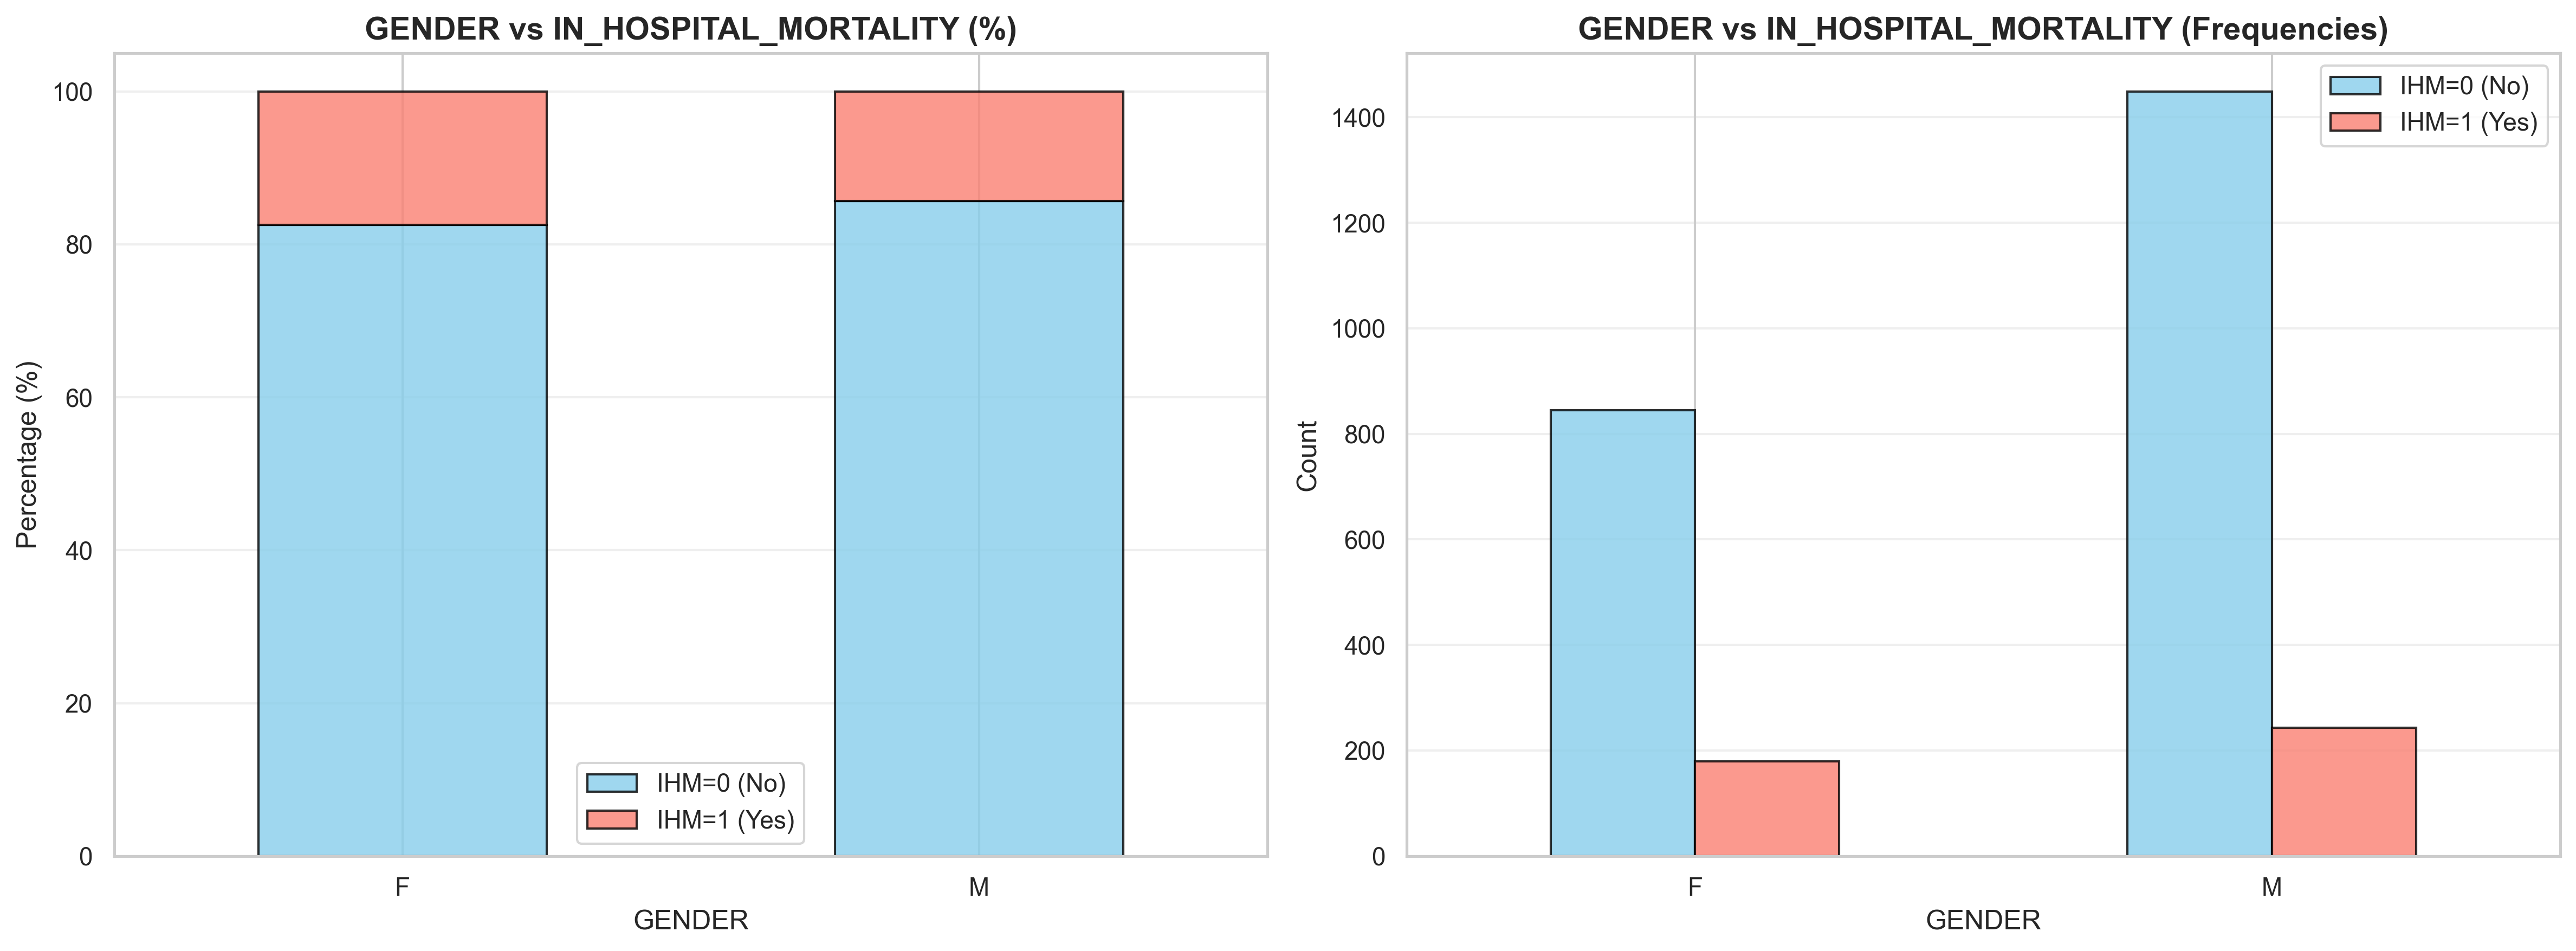 GENDER vs IN_HOSPITAL_MORTALITY (%)
Percentage (%)
100
80
60
40
20
0
IHM=0 (No)
IHM=1 (Yes)
F
M
GENDER
GENDER vs IN_HOSPITAL_MORTALITY (Frequencies)
Count
1400
1200
1000
800
600
400
200
0
IHM=0 (No)
IHM=1 (Yes)
F
M
GENDER